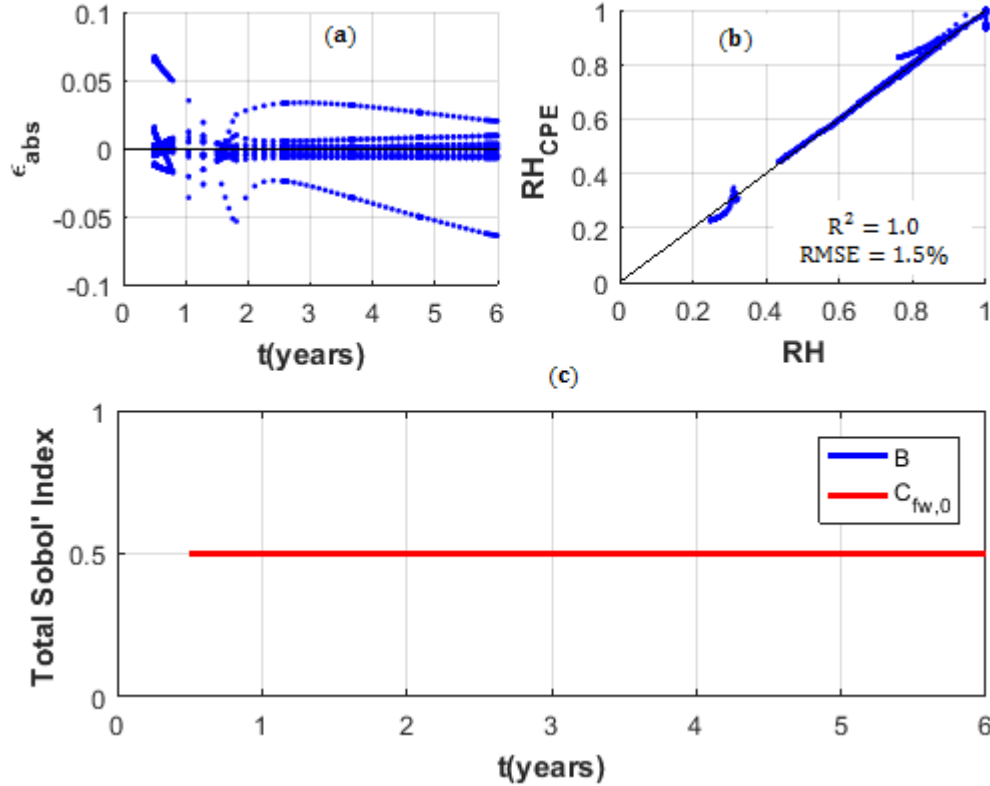 (a)
0.1
0.05
0
-0.05
-0.1
ϵabs
0 1 2 3 4 5 6
t(years)
(b)
1
0.8
0.6
0.4
0.2
0
RHCPE
R² = 1.0
RMSE = 1.5%
0 0.2 0.4 0.6 0.8 1
RH
(c)
1
0.5
0
Total Sobol' Index
B
Cfw,0
0 1 2 3 4 5 6
t(years)